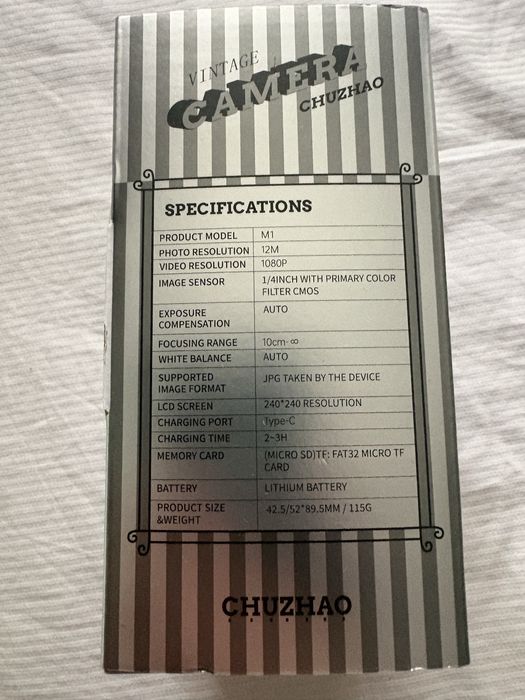 VINTAGE
CAMERA
CHUZHAO
SPECIFICATIONS
PRODUCT MODEL M1
PHOTO RESOLUTION 12M
VIDEO RESOLUTION 1080P
IMAGE SENSOR 1/4INCH WITH PRIMARY COLOR
FILTER CMOS
EXPOSURE AUTO
COMPENSATION
FOCUSING RANGE 10cm-∞
WHITE BALANCE AUTO
SUPPORTED JPG TAKEN BY THE DEVICE
IMAGE FORMAT
LCD SCREEN 240*240 RESOLUTION
CHARGING PORT Type-C
CHARGING TIME 2~3H
MEMORY CARD (MICRO SD)TF: FAT32 MICRO TF
CARD
BATTERY LITHIUM BATTERY
PRODUCT SIZE 42.5/52*89.5MM / 115G
&WEIGHT
CHUZHAO